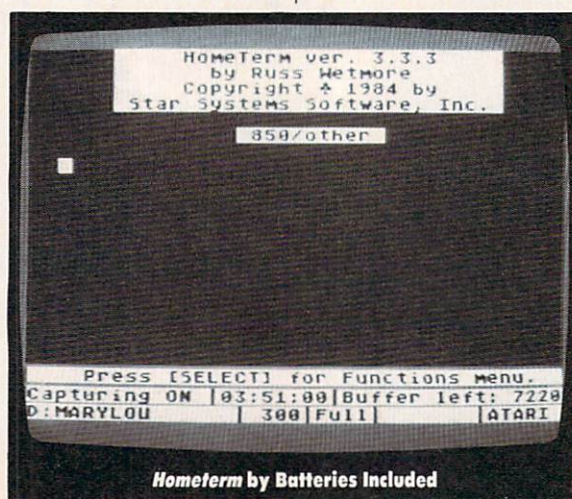 HomeTerm ver. 3.3.3
by Russ Wetmore
Copyright ♣ 1984 by
Star Systems Software, Inc.
850/other
Press [SELECT] for Functions menu.
Capturing ON |03:51:00|Buffer left: 7220
D:MARYLOU | 300|Full| |ATARI
Hometerm by Batteries Included